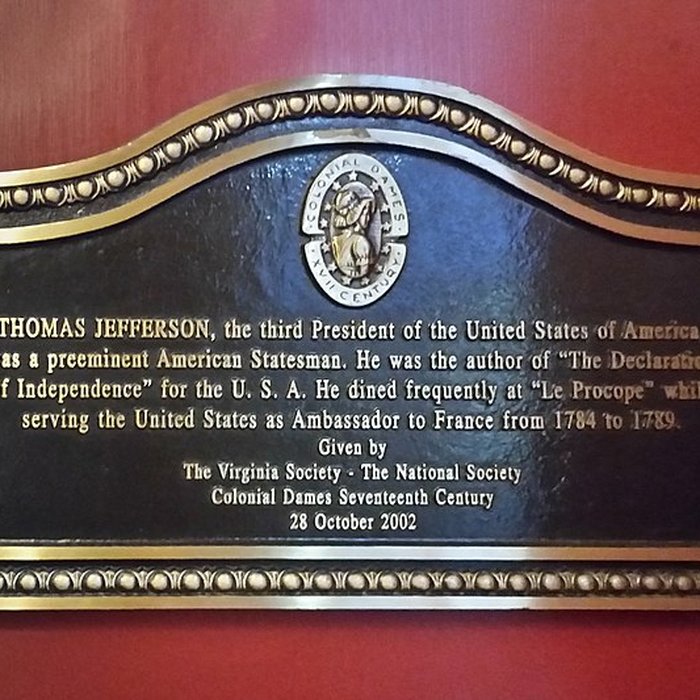 COLONIAL DAMES
XVII CENTURY
THOMAS JEFFERSON, the third President of the United States of America
as a preeminent American Statesman. He was the author of "The Declaratio
f Independence" for the U. S. A. He dined frequently at "Le Procope" whi
serving the United States as Ambassador to France from 1784 to 1789.
Given by
The Virginia Society - The National Society
Colonial Dames Seventeenth Century
28 October 2002